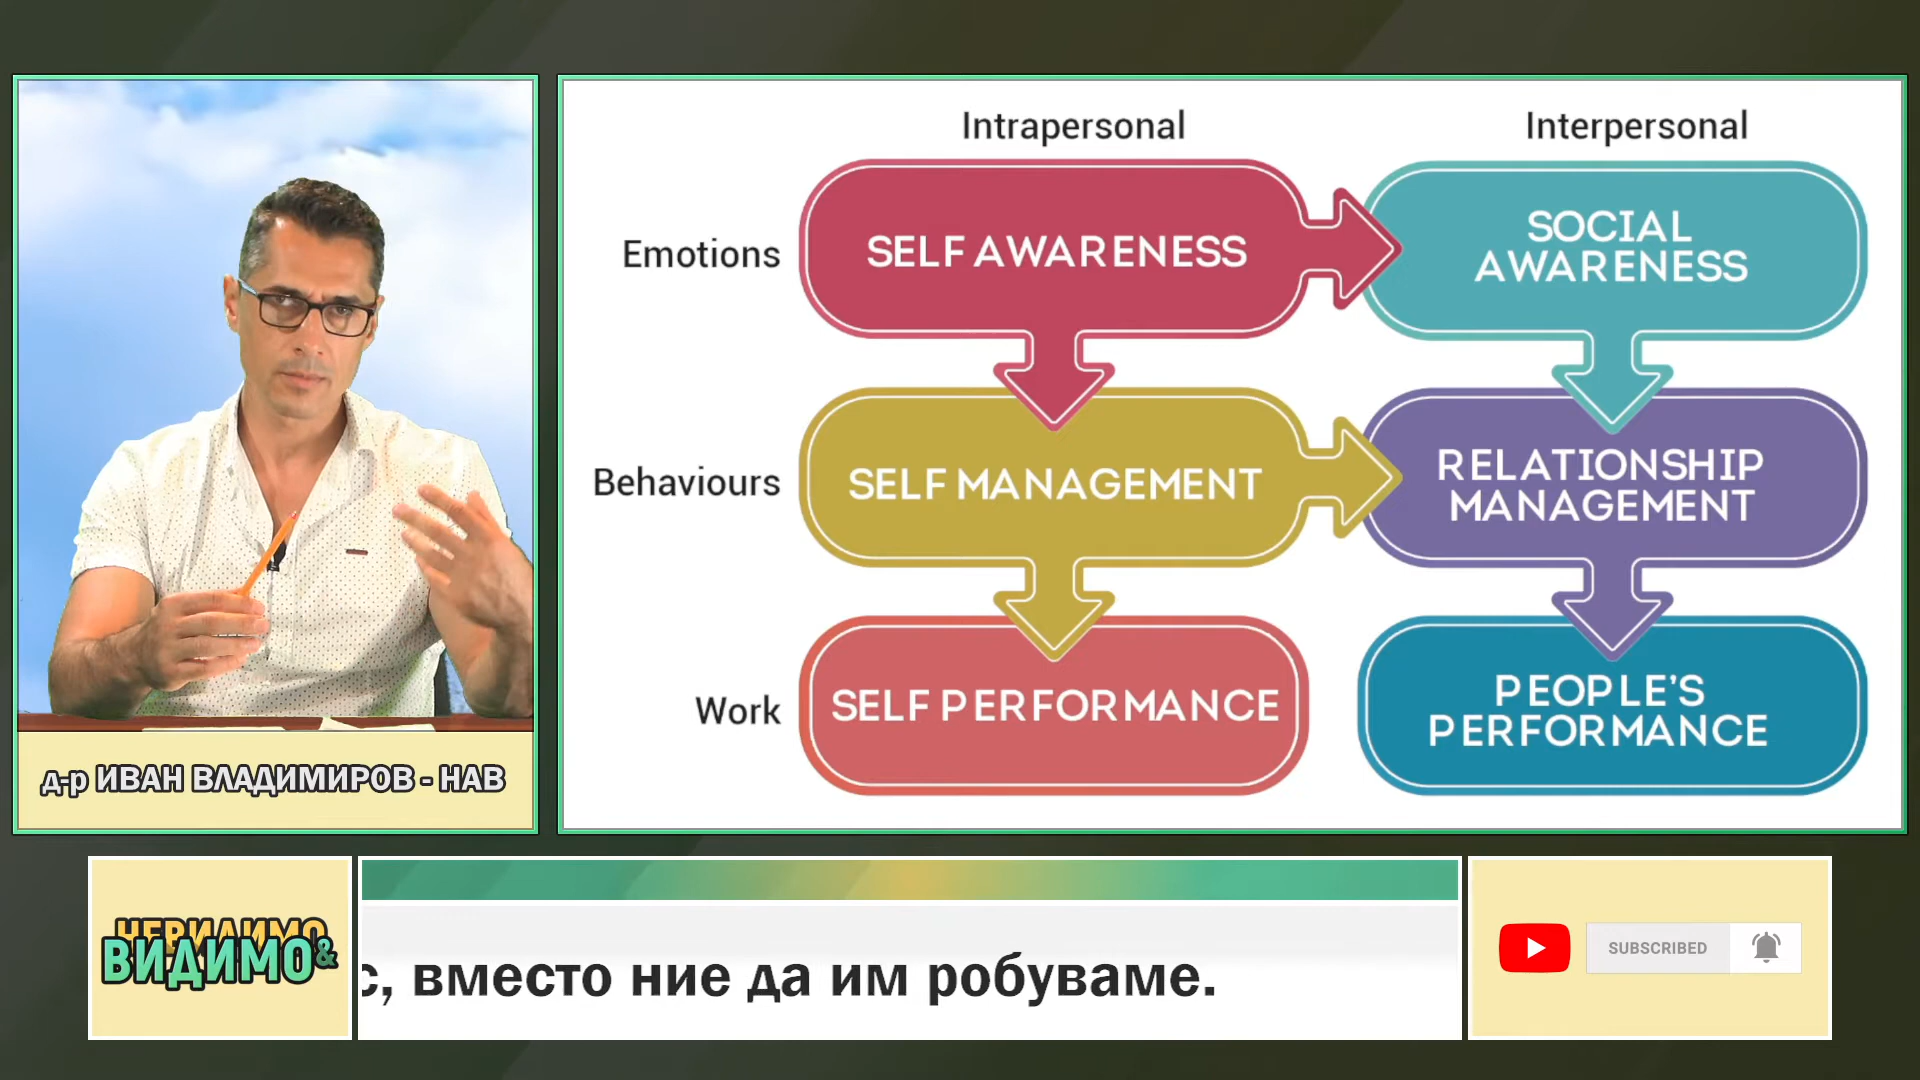 Intrapersonal
Interpersonal
Emotions
SELF AWARENESS
SOCIAL
AWARENESS
Behaviours
SELF MANAGEMENT
RELATIONSHIP
MANAGEMENT
Work
SELF PERFORMANCE
PEOPLE'S
PERFORMANCE
д-р ИВАН ВЛАДИМИРОВ - НАВ
НЕВИДИМО
ВИДИМО&
с, вместо ние да им робуваме.
SUBSCRIBED